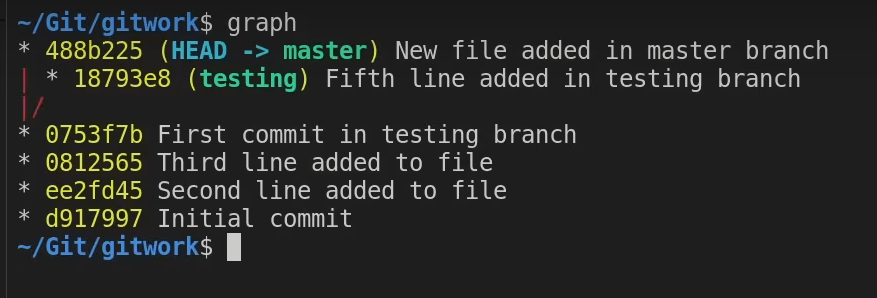 ~/Git/gitwork$ graph
* 488b225 (HEAD -> master) New file added in master branch
| * 18793e8 (testing) Fifth line added in testing branch
|/
* 0753f7b First commit in testing branch
* 0812565 Third line added to file
* ee2fd45 Second line added to file
* d917997 Initial commit
~/Git/gitwork$